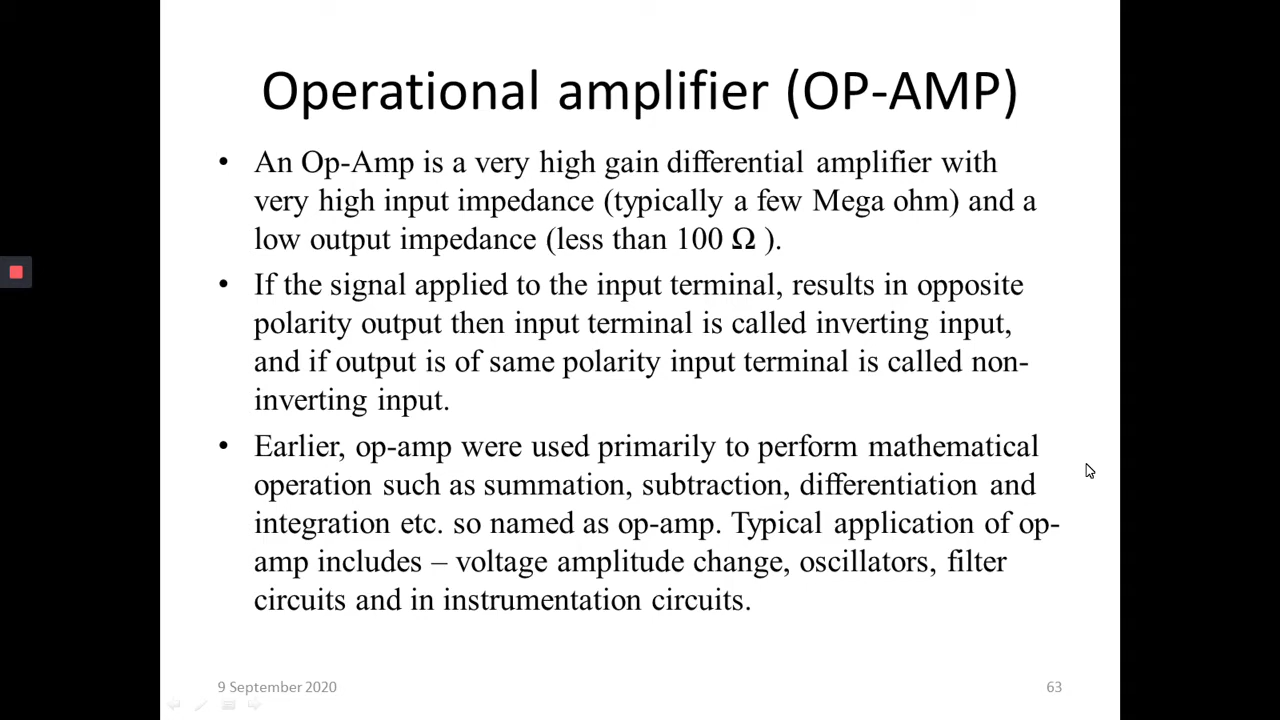 Operational amplifier (OP-AMP)
• An Op-Amp is a very high gain differential amplifier with
very high input impedance (typically a few Mega ohm) and a
low output impedance (less than 100 Ω ).
• If the signal applied to the input terminal, results in opposite
polarity output then input terminal is called inverting input,
and if output is of same polarity input terminal is called non-
inverting input.
• Earlier, op-amp were used primarily to perform mathematical
operation such as summation, subtraction, differentiation and
integration etc. so named as op-amp. Typical application of op-
amp includes – voltage amplitude change, oscillators, filter
circuits and in instrumentation circuits.
9 September 2020
63